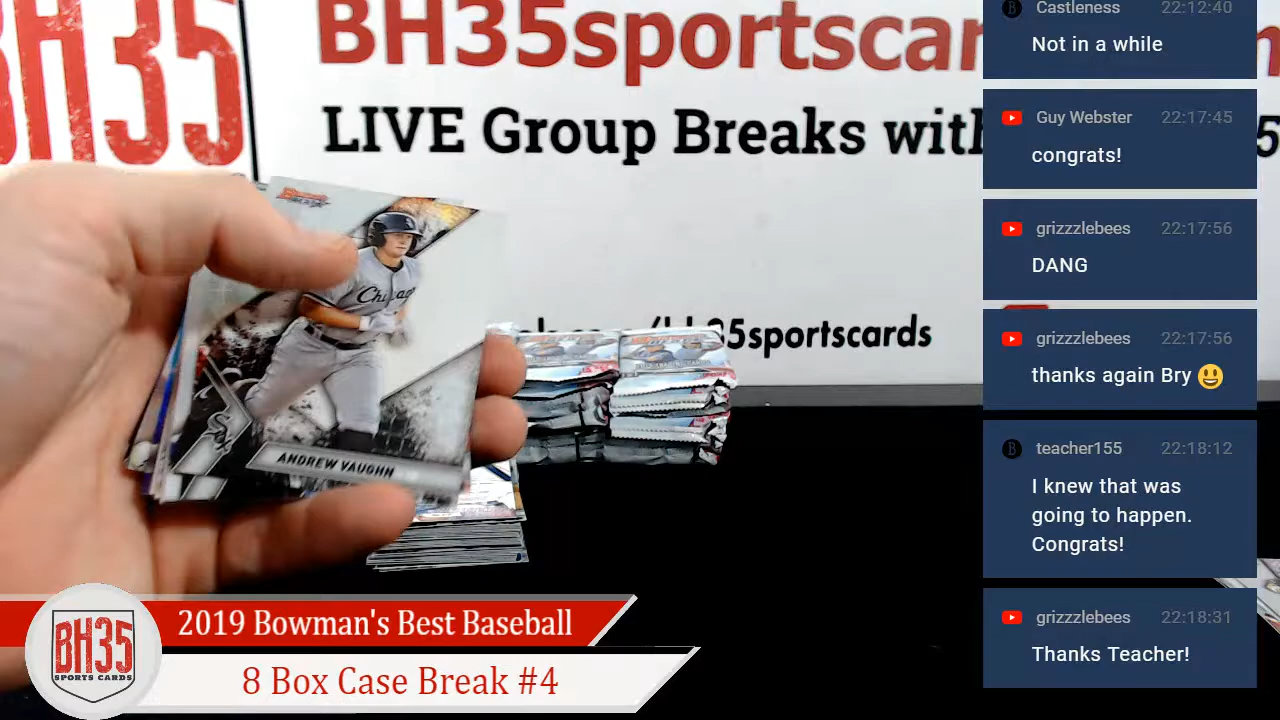 BH35
BH35sportscar
LIVE Group Breaks with
5
35sportscards
Chicago
Sox
ANDREW VAUGHN
Castleness 22:12:40
Not in a while
Guy Webster 22:17:45
congrats!
grizzzlebees 22:17:56
DANG
grizzzlebees 22:17:56
thanks again Bry 😃
teacher155 22:18:12
I knew that was
going to happen.
Congrats!
grizzzlebees 22:18:31
Thanks Teacher!
BH35
SPORTS CARDS
2019 Bowman's Best Baseball
8 Box Case Break #4